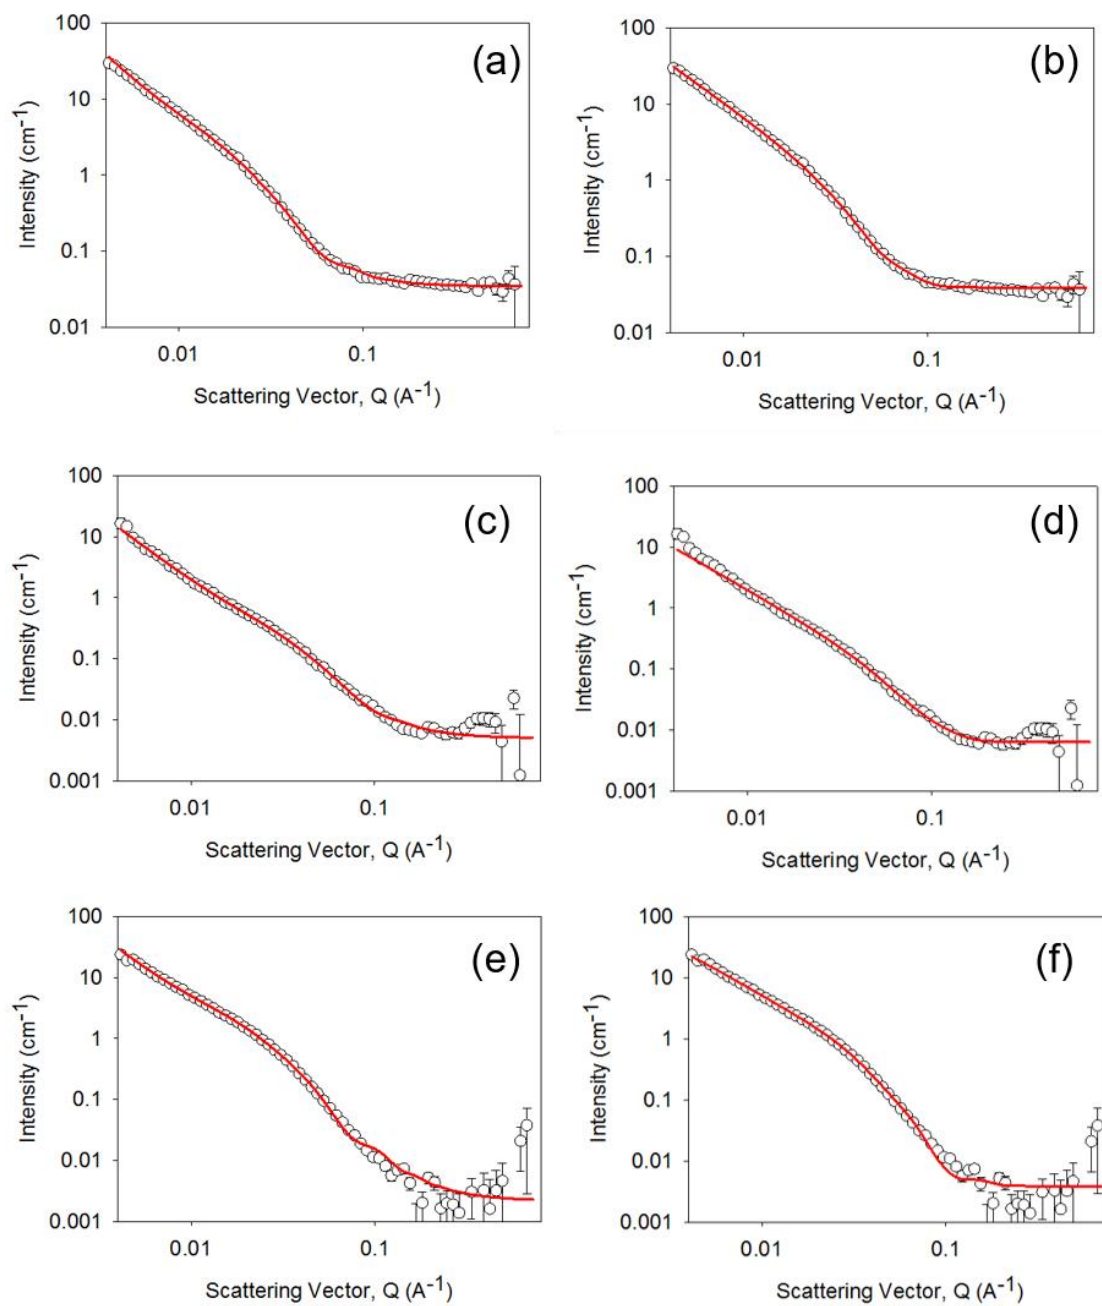 (a)
Intensity (cm-1)
100
10
1
0.1
0.01
0.01 0.1
Scattering Vector, Q (A-1)
(b)
Intensity (cm-1)
100
10
1
0.1
0.01
0.01 0.1
Scattering Vector, Q (A-1)
(c)
Intensity (cm-1)
100
10
1
0.1
0.01
0.001
0.01 0.1
Scattering Vector, Q (A-1)
(d)
Intensity (cm-1)
100
10
1
0.1
0.01
0.001
0.01 0.1
Scattering Vector, Q (A-1)
(e)
Intensity (cm-1)
100
10
1
0.1
0.01
0.001
0.01 0.1
Scattering Vector, Q (A-1)
(f)
Intensity (cm-1)
100
10
1
0.1
0.01
0.001
0.01 0.1
Scattering Vector, Q (A-1)